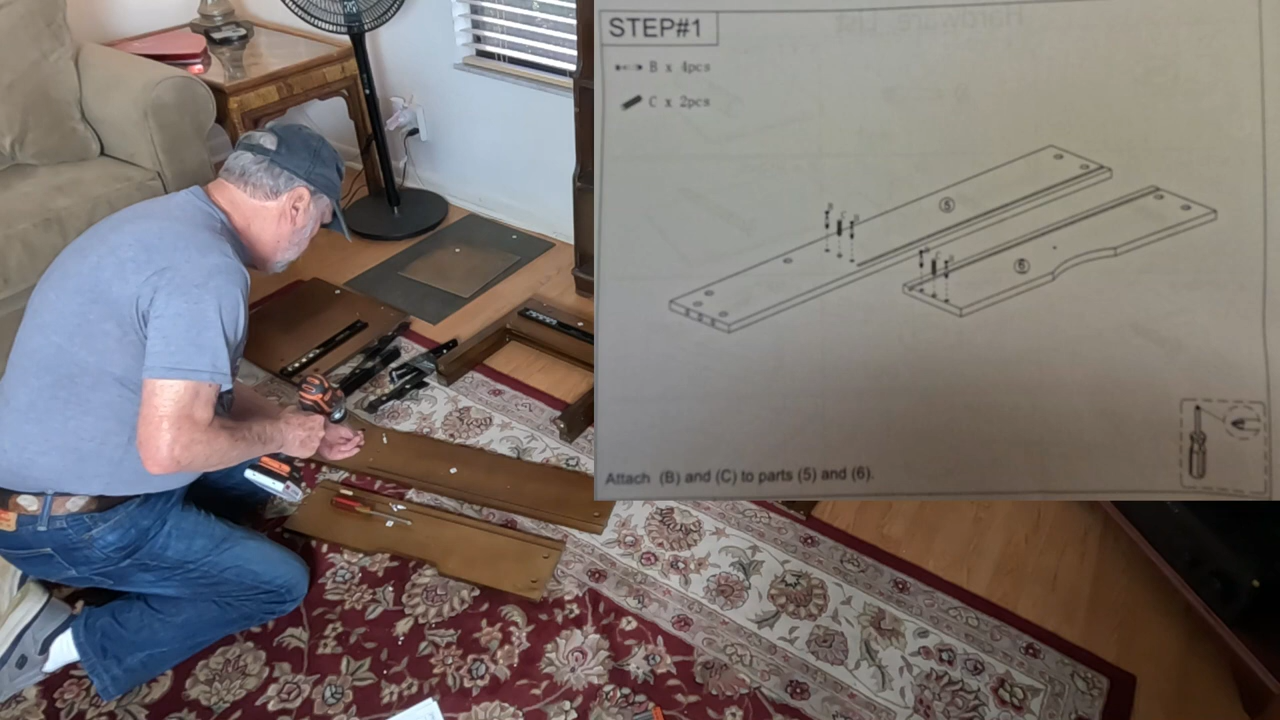 STEP#1
B x 4pcs
C x 2pcs
5
6
Attach (B) and (C) to parts (5) and (6).